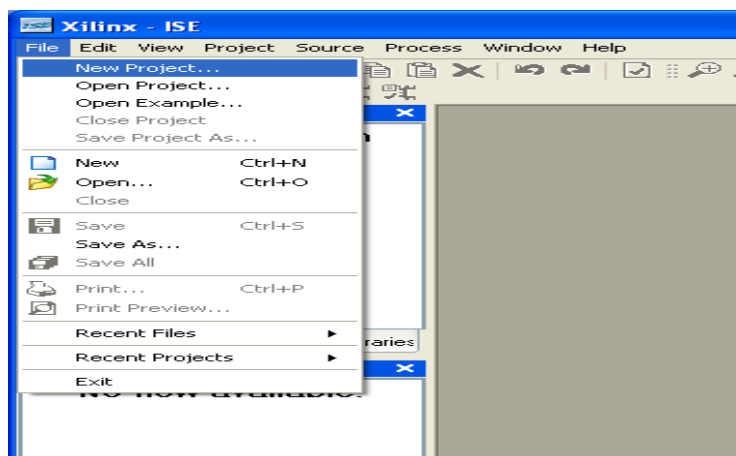 ISE Xilinx - ISE
File Edit View Project Source Process Window Help
New Project...
Open Project...
Open Example...
Close Project
Save Project As...
New Ctrl+N
Open... Ctrl+O
Close
Save Ctrl+S
Save As...
Save All
Print... Ctrl+P
Print Preview...
Recent Files
raries
Recent Projects
Exit